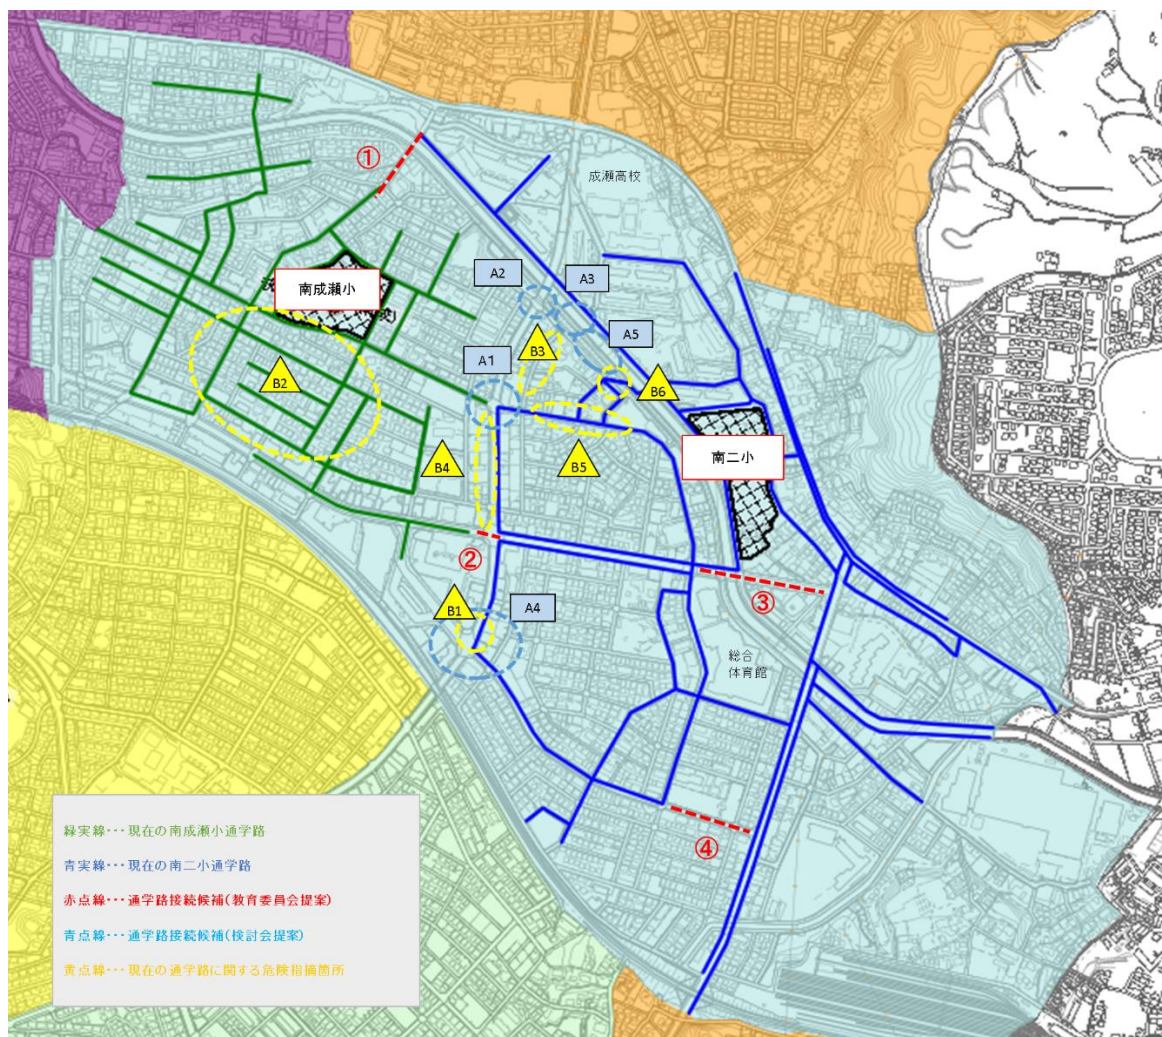 ①
成瀬高校
A2
A3
南成瀬小
A5
B3
A1
B2
B6
南二小
B4
B5
②
③
B1
A4
総合
体育館
④
緑実線・・・現在の南成瀬小通学路
青実線・・・現在の南二小通学路
赤点線・・・通学路接続候補(教育委員会提案)
青点線・・・通学路接続候補(検討会提案)
黄点線・・・現在の通学路に関する危険指摘箇所